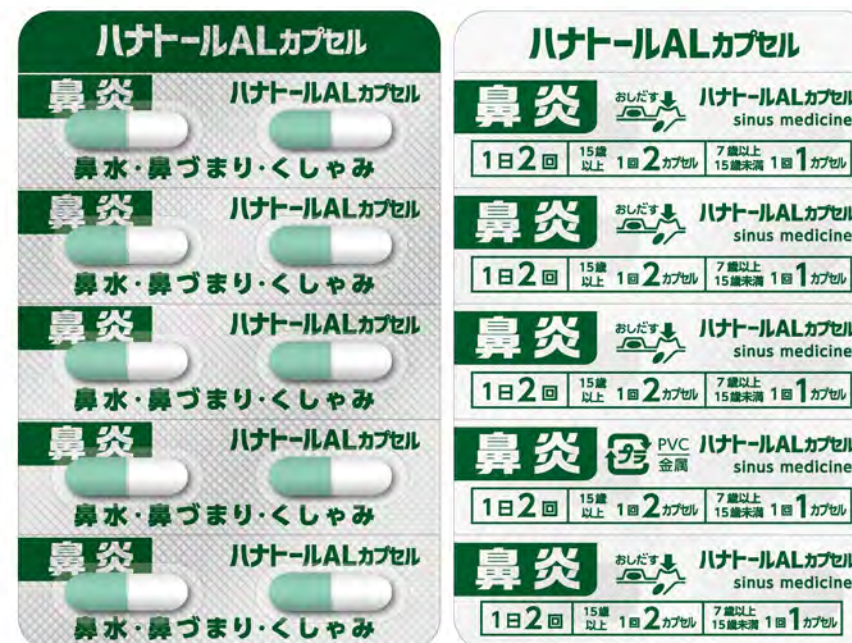 ハナトールALカプセル
鼻炎 ハナトールALカプセル
鼻水・鼻づまり・くしゃみ
鼻炎 ハナトールALカプセル
鼻水・鼻づまり・くしゃみ
鼻炎 ハナトールALカプセル
鼻水・鼻づまり・くしゃみ
鼻炎 ハナトールALカプセル
鼻水・鼻づまり・くしゃみ
鼻炎 ハナトールALカプセル
鼻水・鼻づまり・くしゃみ
ハナトールALカプセル
鼻炎 おしだす ハナトールALカプセル
sinus medicine
1日2回 15歳以上 1回2カプセル 7歳以上15歳未満 1回1カプセル
鼻炎 おしだす ハナトールALカプセル
sinus medicine
1日2回 15歳以上 1回2カプセル 7歳以上15歳未満 1回1カプセル
鼻炎 おしだす ハナトールALカプセル
sinus medicine
1日2回 15歳以上 1回2カプセル 7歳以上15歳未満 1回1カプセル
鼻炎 プラ PVC 金属 ハナトールALカプセル
sinus medicine
1日2回 15歳以上 1回2カプセル 7歳以上15歳未満 1回1カプセル
鼻炎 おしだす ハナトールALカプセル
sinus medicine
1日2回 15歳以上 1回2カプセル 7歳以上15歳未満 1回1カプセル